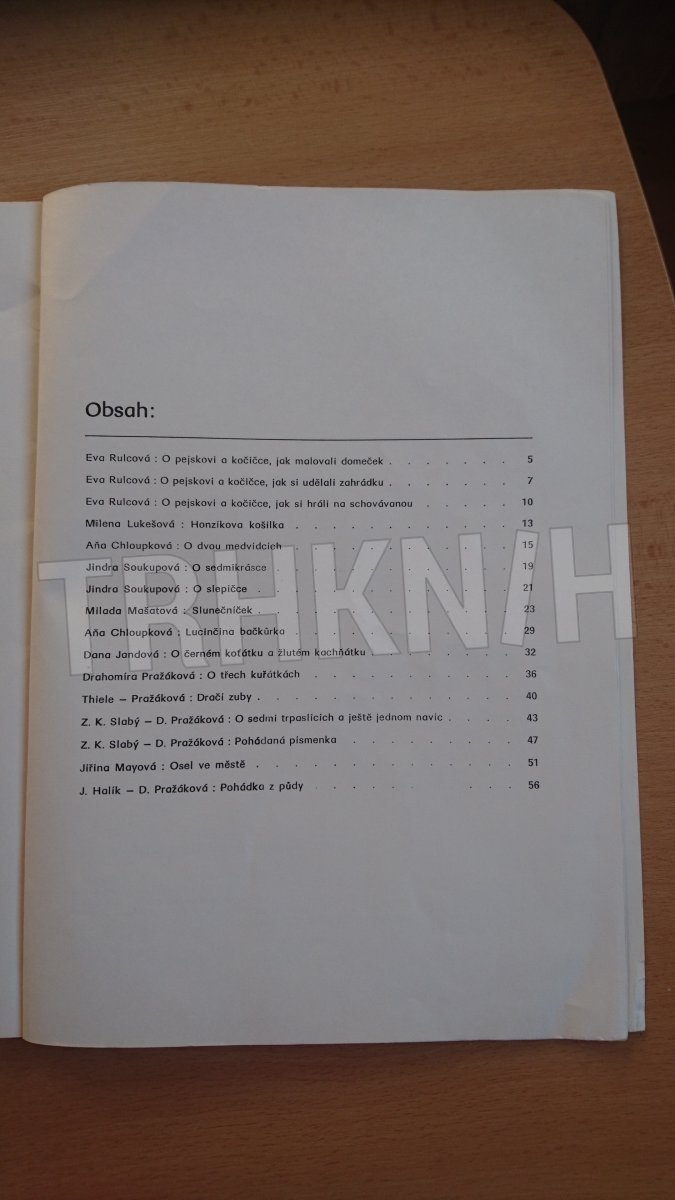 Obsah:
Eva Rulcová : O pejskovi a kočičce, jak malovali domeček . . . . . . 5
Eva Rulcová : O pejskovi a kočičce, jak si udělali zahrádku . . . . . . 7
Eva Rulcová : O pejskovi a kočičce, jak si hráli na schovávanou . . . . . 10
Milena Lukešová : Honzíkova košilka . . . . . . . . . . . 13
Aňa Chloupková : O dvou medvídcích . . . . . . . . . . . 15
Jindra Soukupová : O sedmikrásce . . . . . . . . . . . . 19
Jindra Soukupová : O slepičce . . . . . . . . . . . . . 21
Milada Mašatová : Slunečníček . . . . . . . . . . . . . 23
Aňa Chloupková : Lucinčina bačkůrka . . . . . . . . . . . 29
Dana Jandová : O černém koťátku a žlutém kachňátku . . . . . . . 32
Drahomíra Pražáková : O třech kuřátkách . . . . . . . . . . 36
Thiele – Pražáková : Dračí zuby . . . . . . . . . . . . . 40
Z. K. Slabý – D. Pražáková : O sedmi trpaslících a ještě jednom navíc . . . . 43
Z. K. Slabý – D. Pražáková : Pohádaná písmenka . . . . . . . . . 47
Jiřina Mayová : Osel ve městě . . . . . . . . . . . . . 51
J. Halík – D. Pražáková : Pohádka z půdy . . . . . . . . 56
TRHKNIH